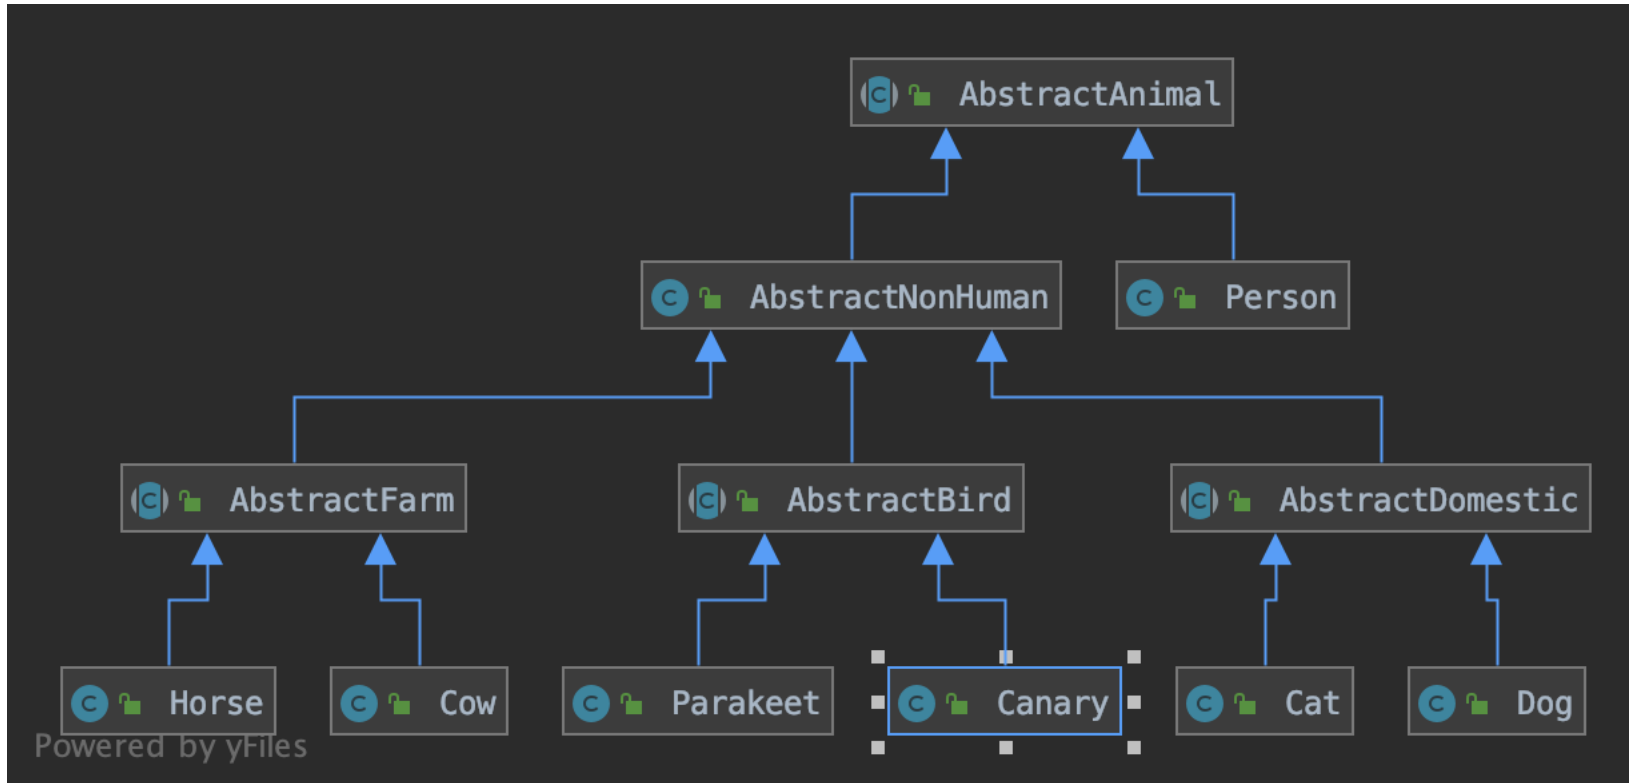 AbstractAnimal
AbstractNonHuman
Person
AbstractFarm
AbstractBird
AbstractDomestic
Horse
Cow
Parakeet
Canary
Cat
Dog
Powered by yFiles